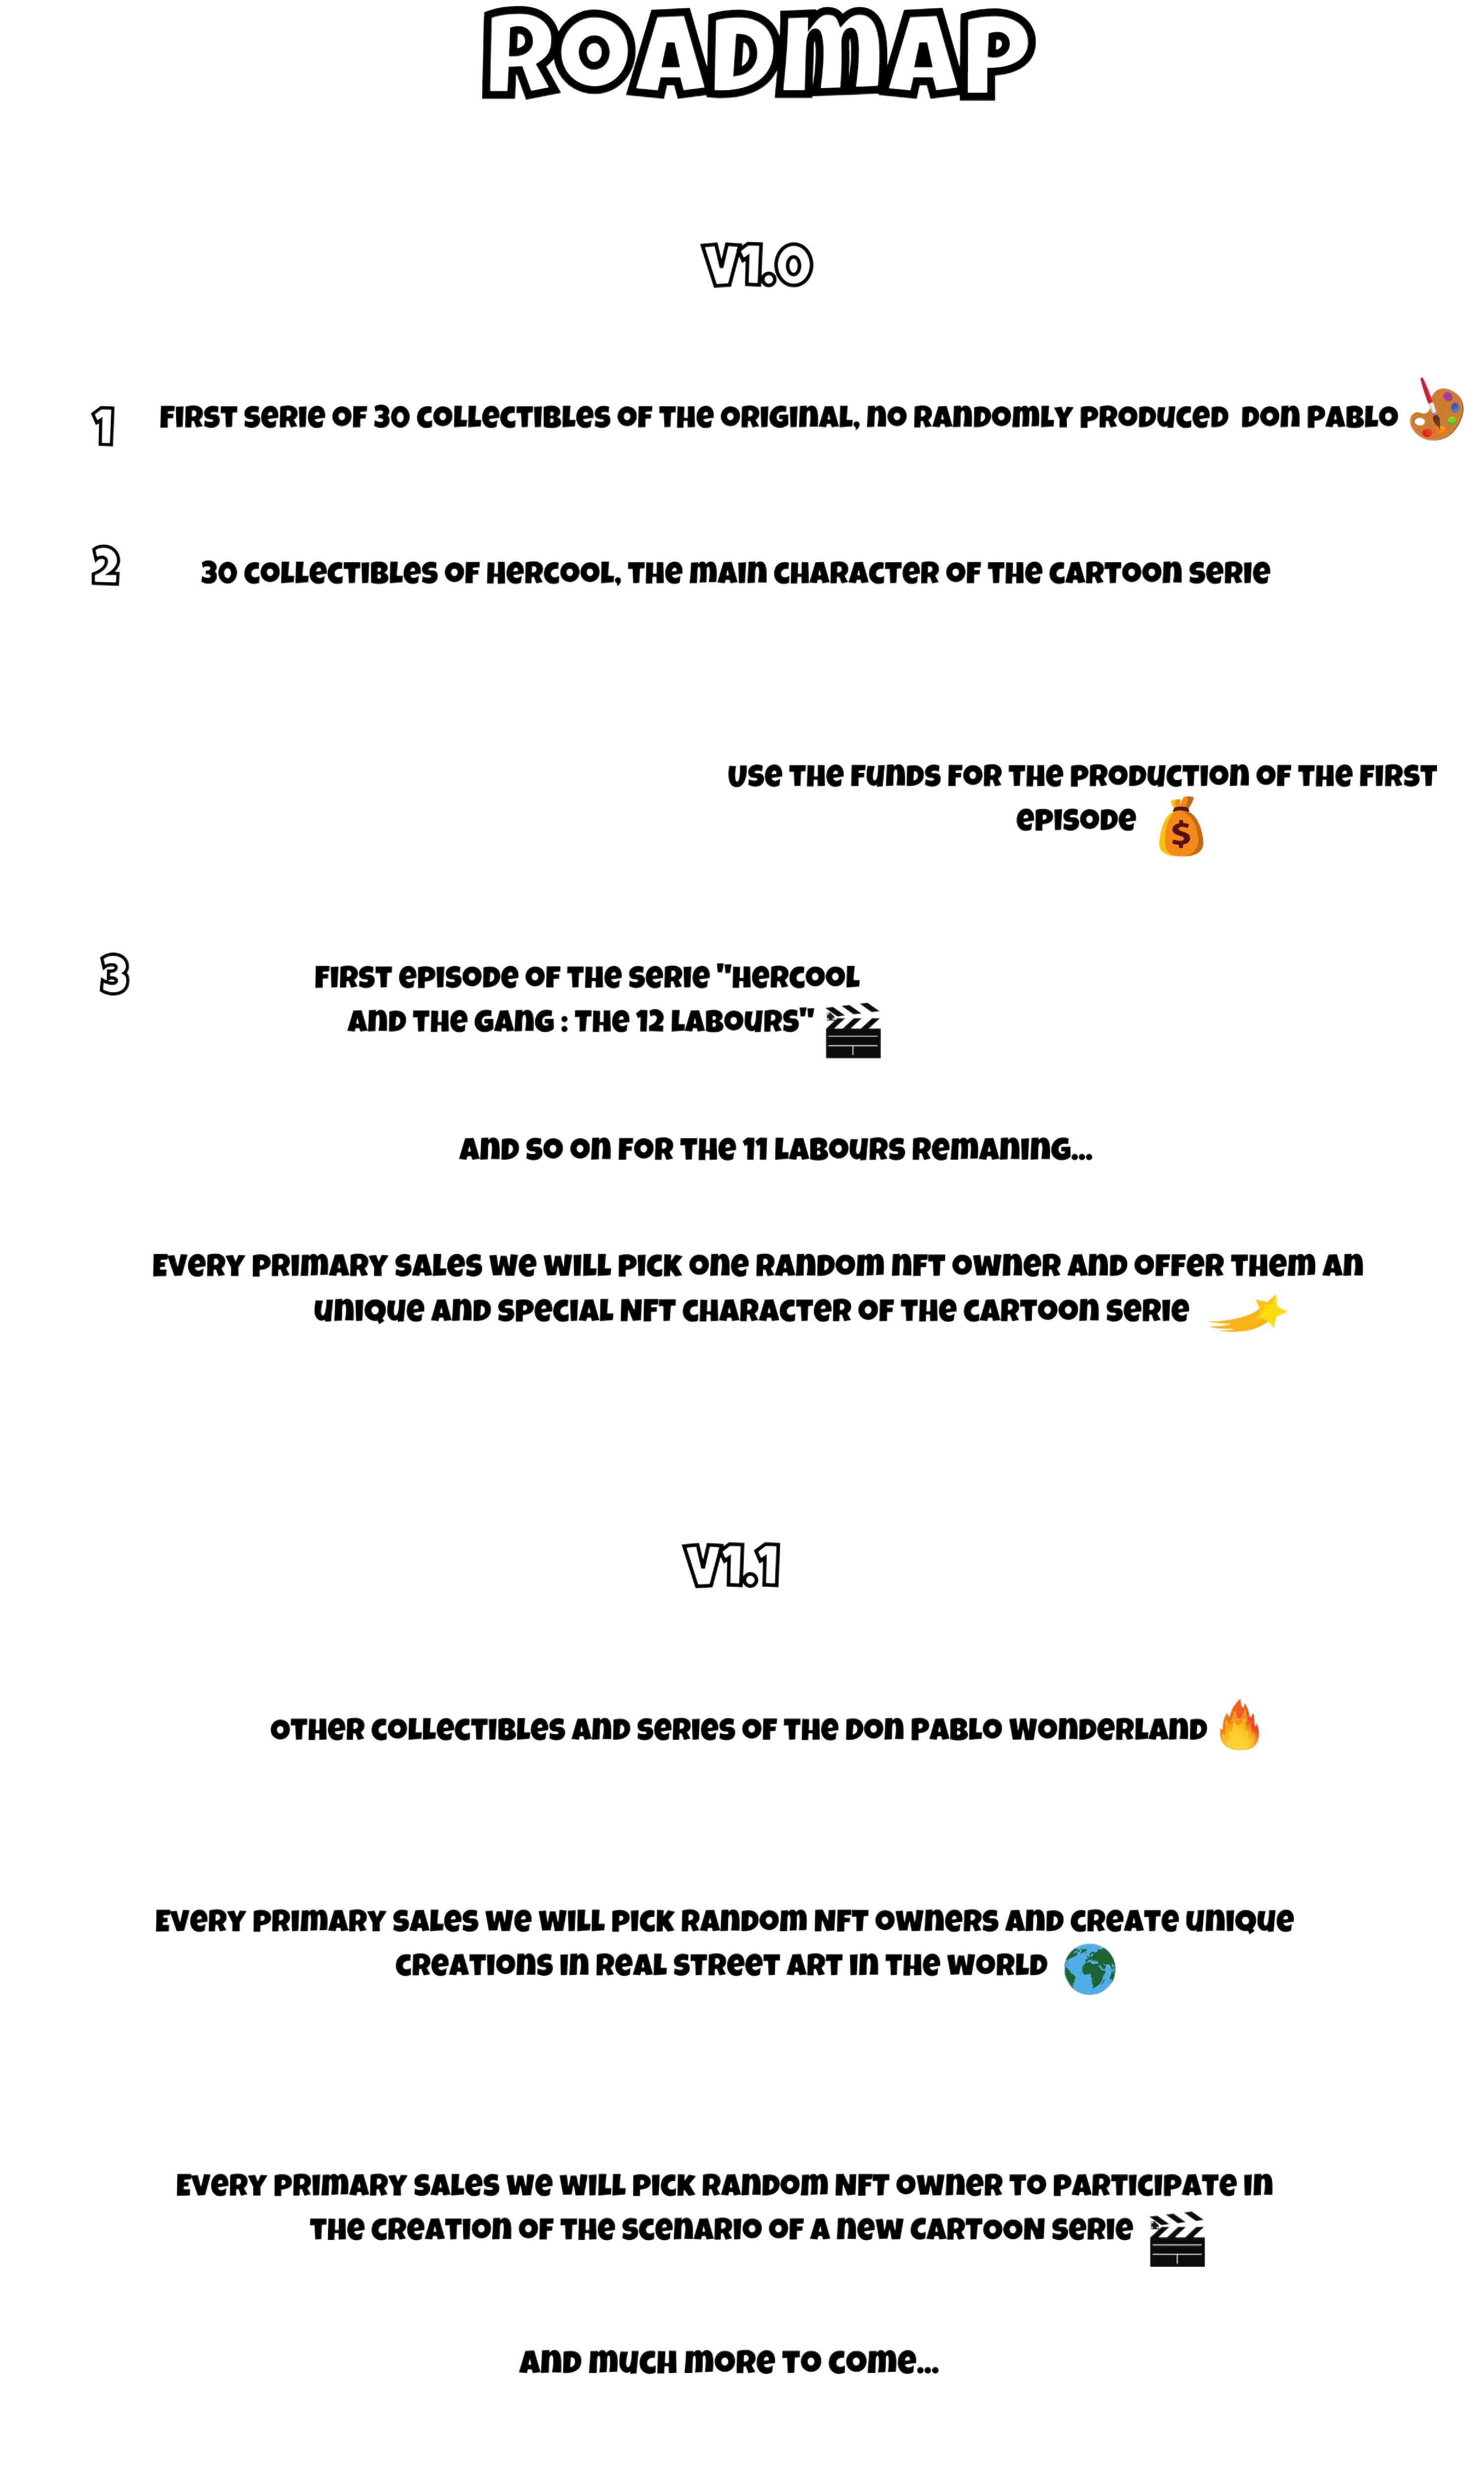 ROADMAP
V1.0
1 First serie of 30 collectibles of the original, no randomly produced Don Pablo
2 30 collectibles of Hercool, the main character of the cartoon serie
Use the funds for the production of the first
episode
3 First episode of the serie "Hercool
and the gang : the 12 labours"
And so on for the 11 labours remaning...
Every primary sales we will pick one random NFT owner and offer them an
unique and special NFT character of the cartoon serie
V1.1
Other collectibles and series of the Don Pablo Wonderland
Every primary sales we will pick random NFT owners and create unique
creations in real street art in the world
Every primary sales we will pick random NFT owner to participate in
the creation of the scenario of a new cartoon serie
And much more to come...